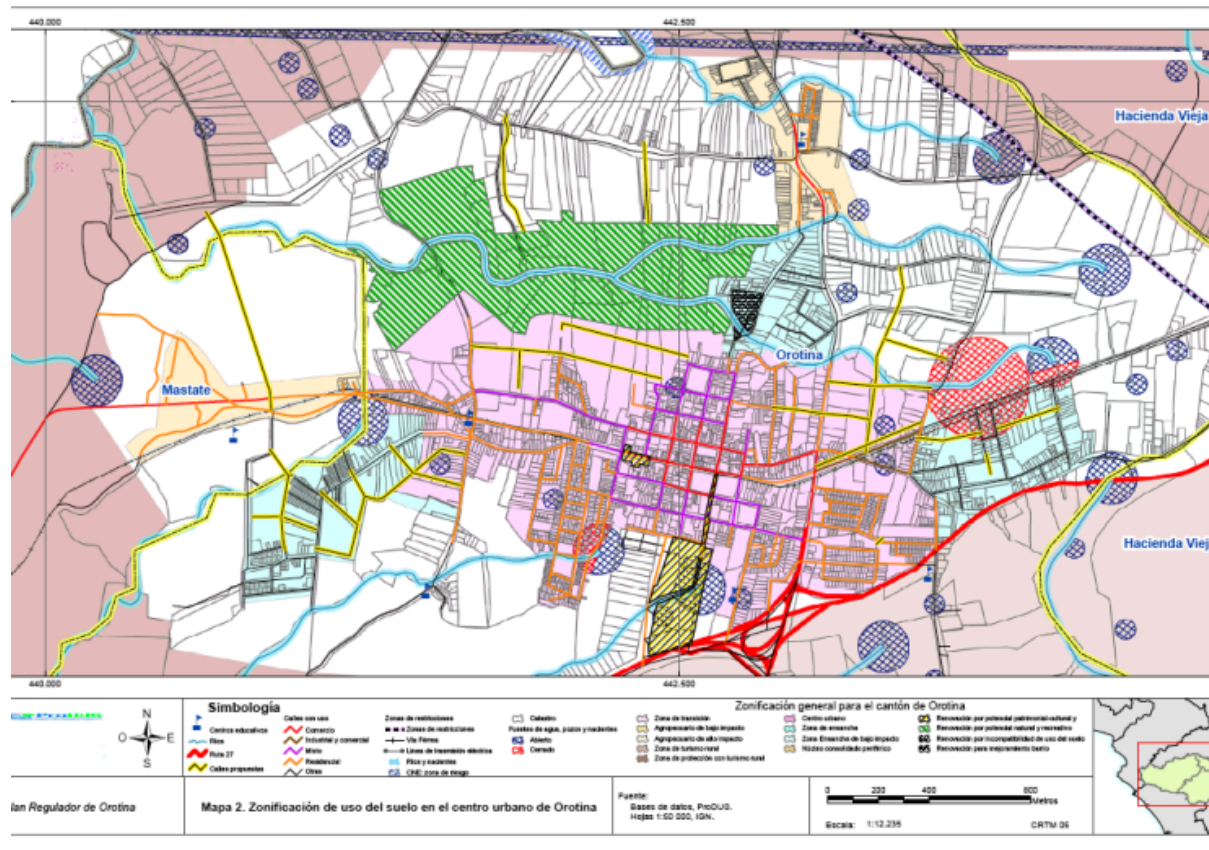 440.000
442.500
Hacienda Vieja
Orotina
Mastate
Hacienda Viej
440.000
442.500
N
O
E
S
Simbología
Centros educativos
Ríos
Ruta 27
Calles propuestas
Calles con uso
Comercio
Industrial y comercial
Mixto
Residencial
Otras
Zonas de restricciones
Zonas de restricciones
Vía Férrea
Línea de trasmisión eléctrica
Ríos y nacientes
CNE: zona de riesgo
Catastro
Fuentes de agua, pozos y nacientes
Abierto
Cerrado
Zonificación general para el cantón de Orotina
Zona de transición
Agropecuario de bajo impacto
Agropecuario de alto impacto
Zona de turismo rural
Zona de protección con turismo rural
Centro urbano
Zona de ensanche
Zona Ensanche de bajo impacto
Núcleo consolidado periférico
Renovación por potencial patrimonial-cultural y
Renovación por potencial natural y recreativo
Renovación por incompatibilidad de uso del suelo
Renovación para mejoramiento barrio
lan Regulador de Orotina
Mapa 2. Zonificación de uso del suelo en el centro urbano de Orotina
Fuente:
Bases de datos, ProDUS.
Hojas 1:50 000, IGN.
0 200 400 800
Metros
Escala: 1:12.235
CRTM 05